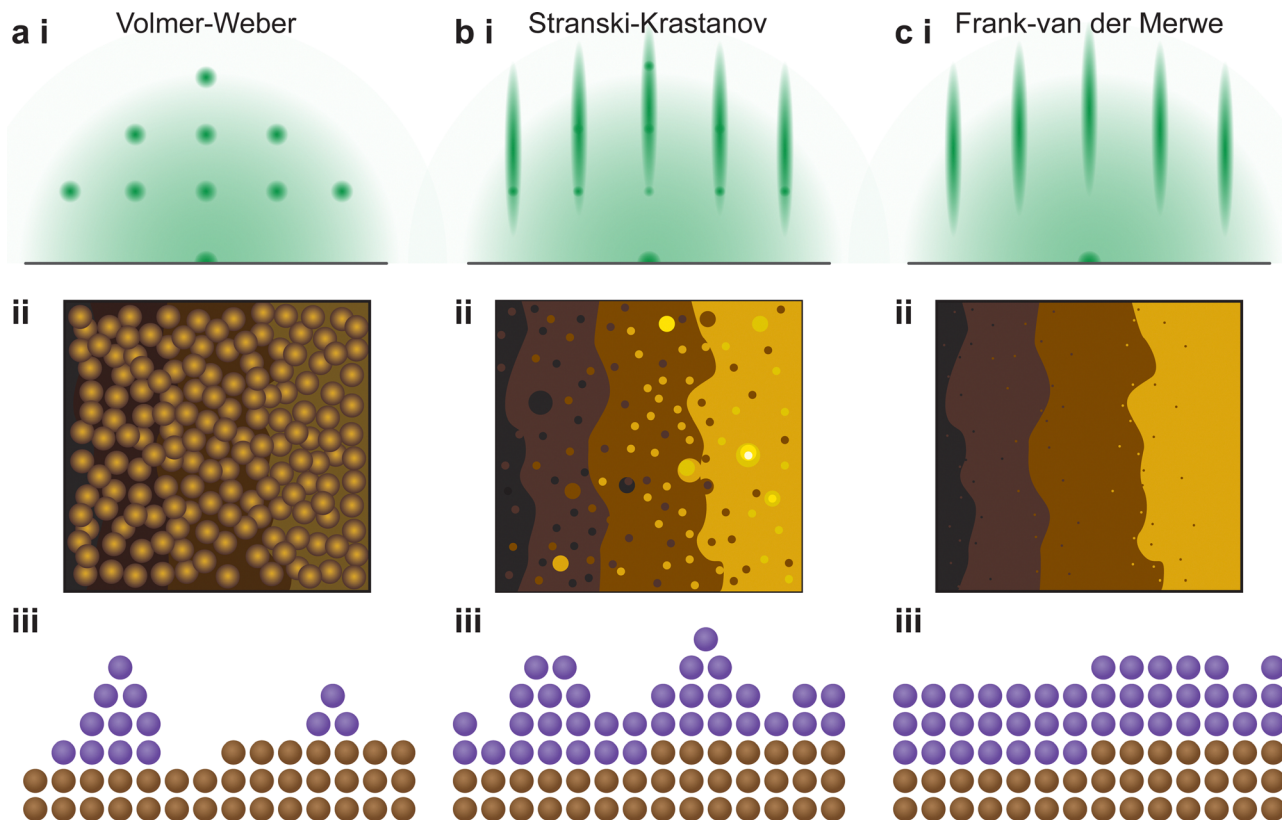 a i Volmer-Weber
b i Stranski-Krastanov
c i Frank-van der Merwe
ii
ii
ii
iii
iii
iii